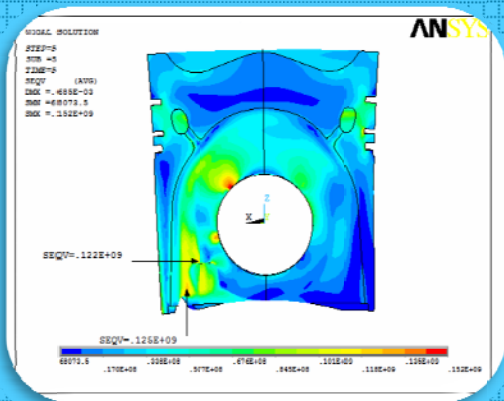 ANSYS
NODAL SOLUTION
STEP=5
SUB =5
TIME=5
SEQV (AVG)
DMX =.685E-03
SMN =68073.5
SMX =.152E+09
Z
X
Y
SEQV=.122E+09
SEQV=.125E+09
68073.5 .338E+08 .676E+08 .101E+09 .135E+09
.170E+08 .507E+08 .845E+08 .118E+09 .152E+09